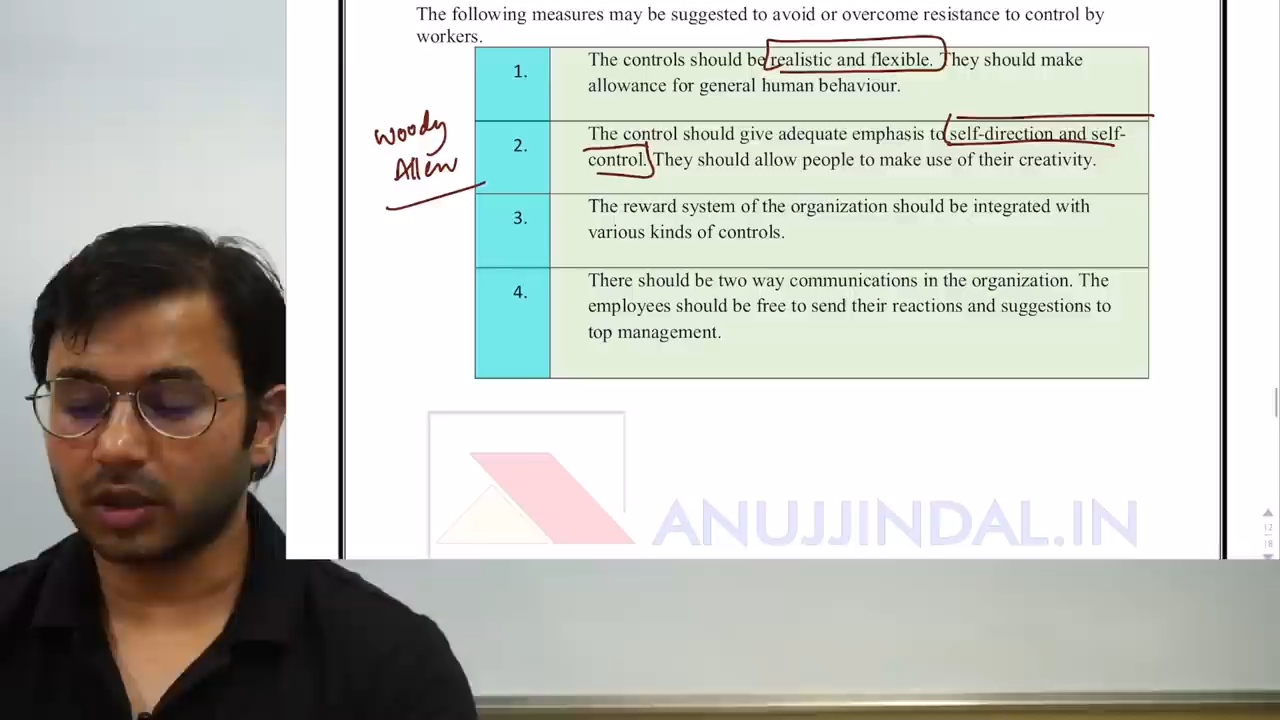 The following measures may be suggested to avoid or overcome resistance to control by
workers.
1.
The controls should be realistic and flexible. They should make
allowance for general human behaviour.
Woody
Allen
2.
The control should give adequate emphasis to self-direction and self-
control. They should allow people to make use of their creativity.
3.
The reward system of the organization should be integrated with
various kinds of controls.
4.
There should be two way communications in the organization. The
employees should be free to send their reactions and suggestions to
top management.
ANUJJINDAL.IN
12
18